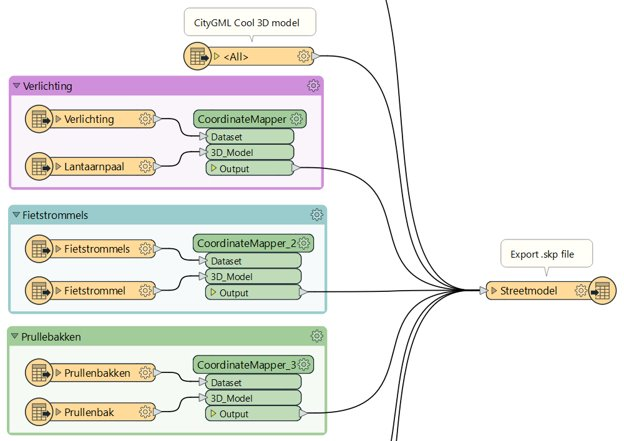 CityGML Cool 3D model
<All>
Verlichting
Verlichting
CoordinateMapper
Dataset
Lantaarnpaal
3D_Model
Output
Fietstrommels
Fietstrommels
CoordinateMapper_2
Dataset
3D_Model
Fietstrommel
Output
Export .skp file
Streetmodel
Prullebakken
Prullenbakken
CoordinateMapper_3
Dataset
3D_Model
Prullenbak
Output